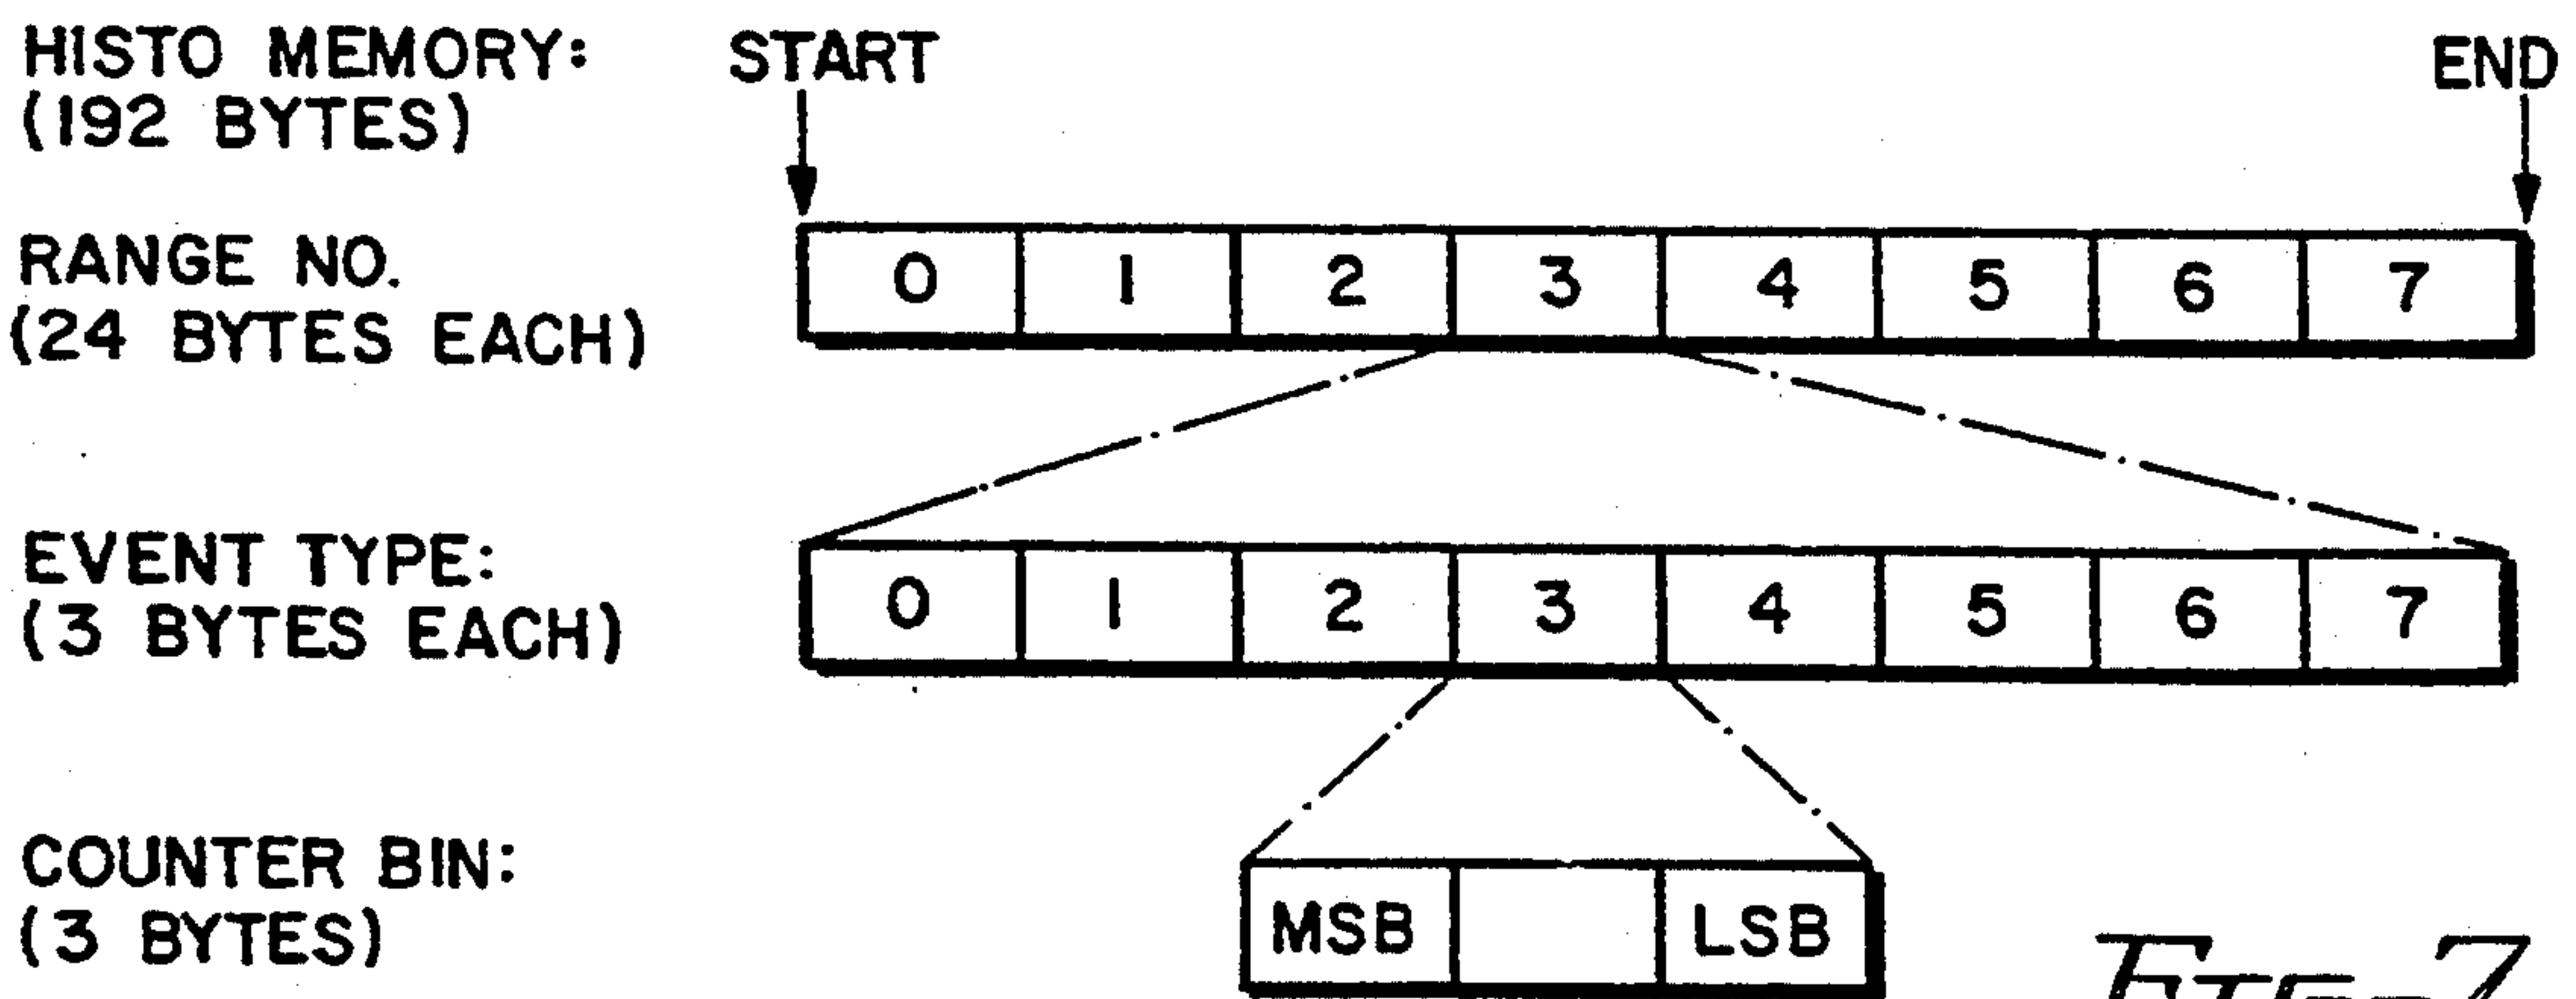 HISTO MEMORY:
(192 BYTES)
START
END
RANGE NO.
(24 BYTES EACH)
0 1 2 3 4 5 6 7
EVENT TYPE:
(3 BYTES EACH)
0 1 2 3 4 5 6 7
COUNTER BIN:
(3 BYTES)
MSB LSB
Fig-7